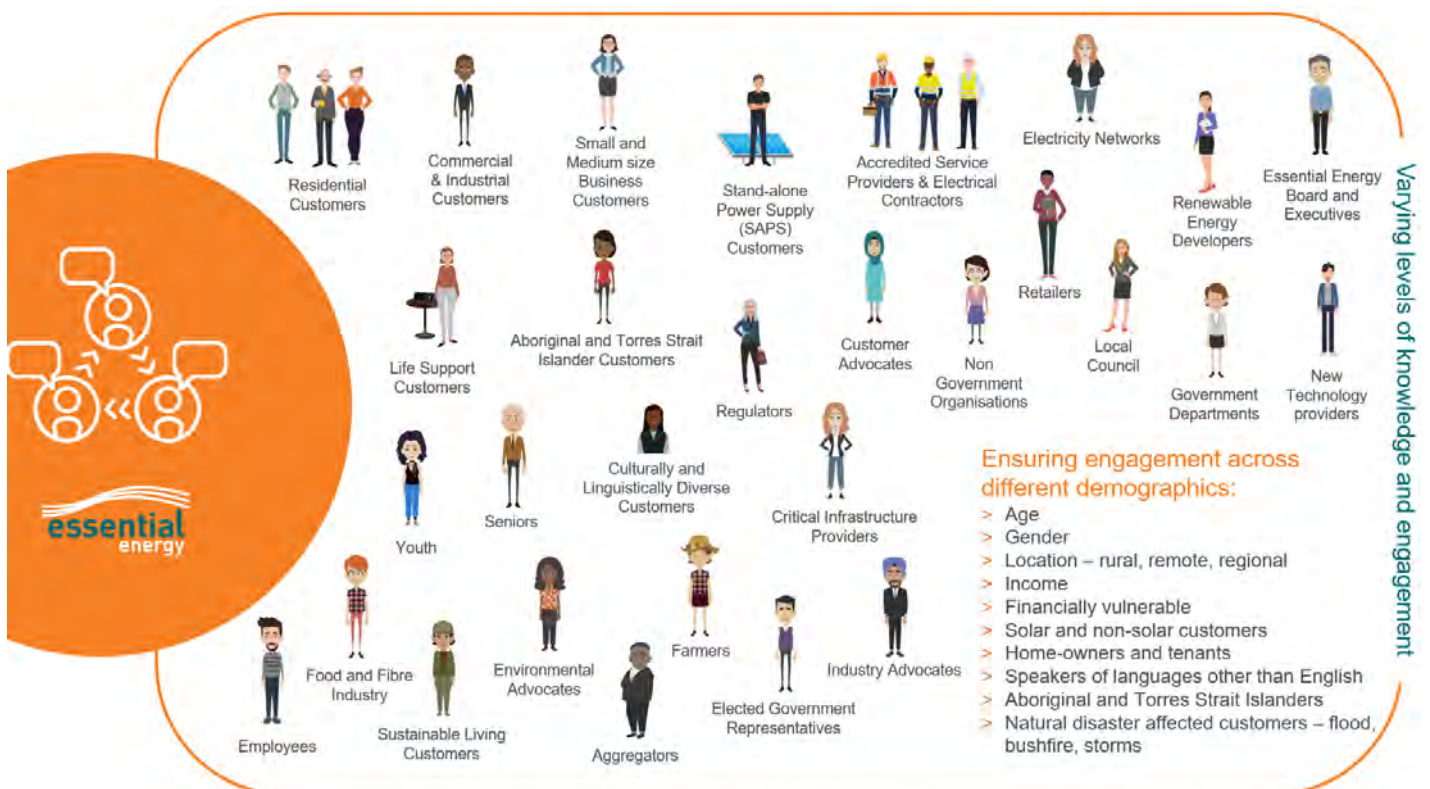 Residential
Customers
Commercial
& Industrial
Customers
Small and
Medium size
Business
Customers
Stand-alone
Power Supply
(SAPS)
Customers
Accredited Service
Providers & Electrical
Contractors
Electricity Networks
Renewable
Energy
Developers
Essential Energy
Board and
Executives
Life Support
Customers
Aboriginal and Torres Strait
Islander Customers
Regulators
Customer
Advocates
Non
Government
Organisations
Retailers
Local
Council
Government
Departments
New
Technology
providers
Youth
Seniors
Culturally and
Linguistically Diverse
Customers
Critical Infrastructure
Providers
Employees
Food and Fibre
Industry
Sustainable Living
Customers
Environmental
Advocates
Aggregators
Farmers
Elected Government
Representatives
Industry Advocates
essential
energy
Ensuring engagement across
different demographics:
> Age
> Gender
> Location – rural, remote, regional
> Income
> Financially vulnerable
> Solar and non-solar customers
> Home-owners and tenants
> Speakers of languages other than English
> Aboriginal and Torres Strait Islanders
> Natural disaster affected customers – flood,
bushfire, storms
Varying levels of knowledge and engagement